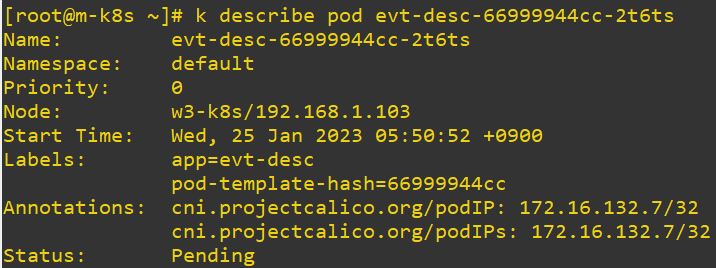 [root@m-k8s ~]# k describe pod evt-desc-66999944cc-2t6ts
Name: evt-desc-66999944cc-2t6ts
Namespace: default
Priority: 0
Node: w3-k8s/192.168.1.103
Start Time: Wed, 25 Jan 2023 05:50:52 +0900
Labels: app=evt-desc
pod-template-hash=66999944cc
Annotations: cni.projectcalico.org/podIP: 172.16.132.7/32
cni.projectcalico.org/podIPs: 172.16.132.7/32
Status: Pending